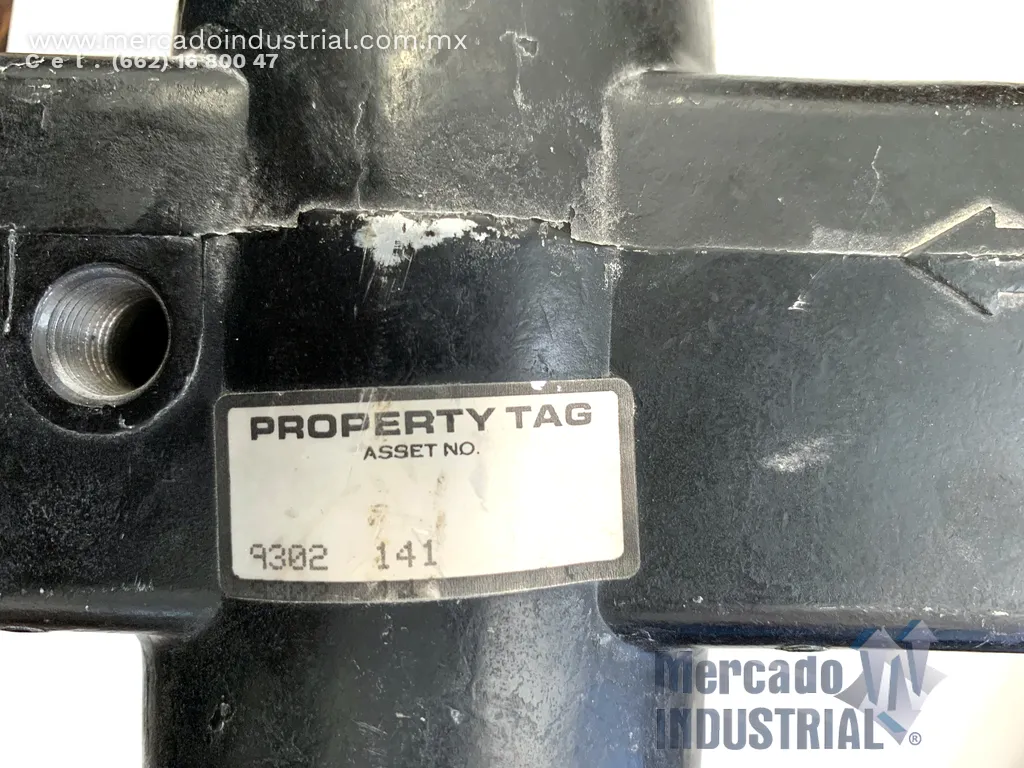 www.mercadoindustrial.com.mx
Cel. (662) 16 800 47
PROPERTY TAG
ASSET NO.
9302 141
Mercado
INDUSTRIAL®